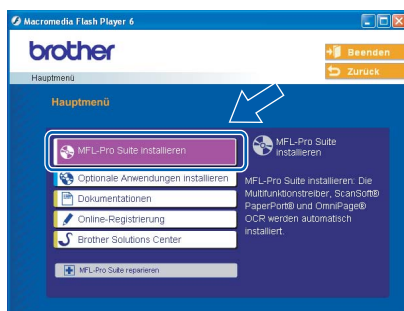 Macromedia Flash Player 6
brother
Beenden
Zurück
Hauptmenü
Hauptmenü
MFL-Pro Suite installieren
Optionale Anwendungen installieren
Dokumentationen
Online-Registrierung
Brother Solutions Center
MFL-Pro Suite reparieren
MFL-Pro Suite
installieren
MFL-Pro Suite installieren: Die
Multifunktionstreiber, ScanSoft®
PaperPort® und OmniPage®
OCR werden automatisch
installiert.